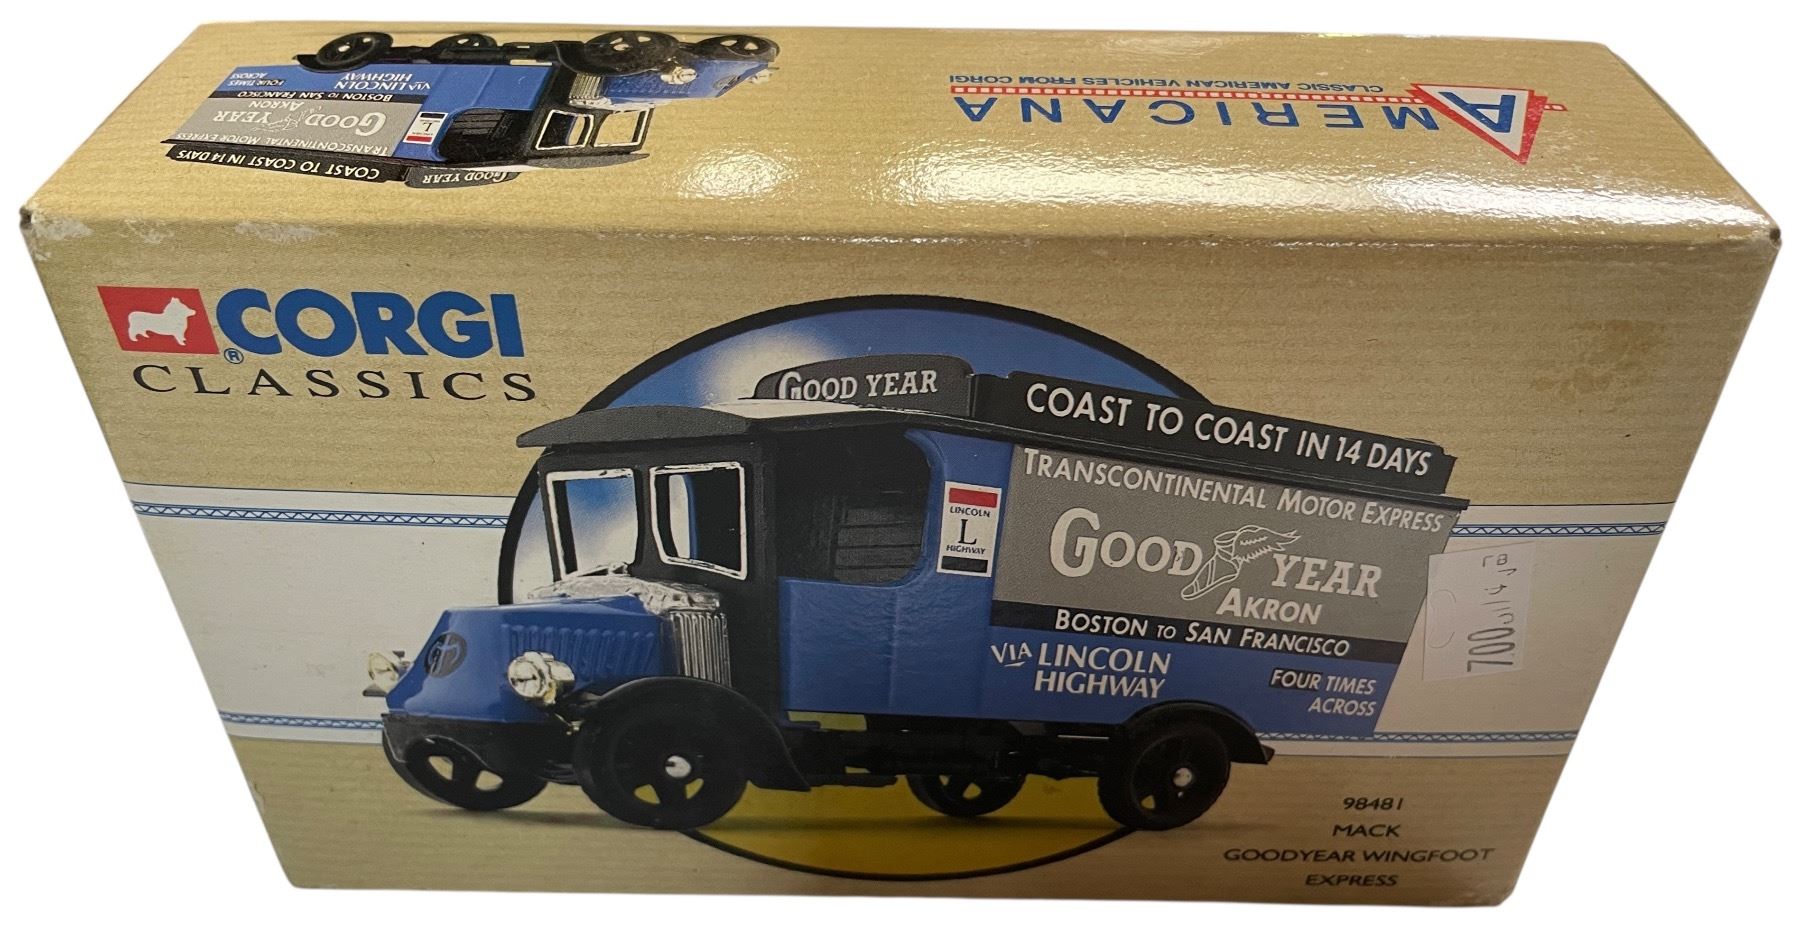 AMERICANA
CLASSIC AMERICAN VEHICLES FROM CORGI
VIA LINCOLN
HIGHWAY
FOUR TIMES
ACROSS
BOSTON TO SAN FRANCISCO
AKRON
GOOD YEAR
TRANSCONTINENTAL MOTOR EXPRESS
COAST TO COAST IN 14 DAYS
GOOD YEAR
L
CORGI
®
CLASSICS
GOOD YEAR
COAST TO COAST IN 14 DAYS
TRANSCONTINENTAL MOTOR EXPRESS
GOOD YEAR
AKRON
LINCOLN
L
HIGHWAY
BOSTON TO SAN FRANCISCO
VIA LINCOLN
HIGHWAY
FOUR TIMES
ACROSS
7.00
98481
MACK
GOODYEAR WINGFOOT
EXPRESS